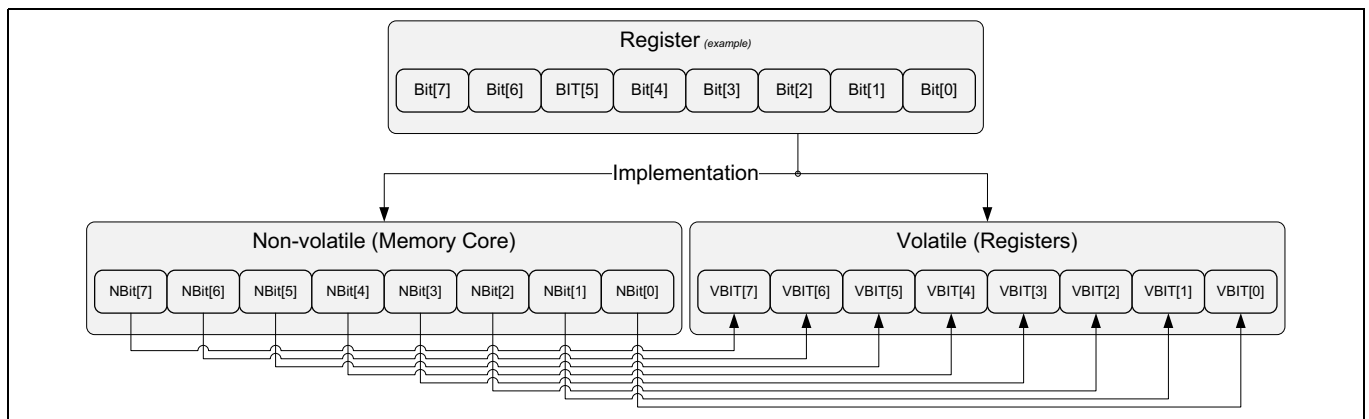 Register (example)
Bit[7] Bit[6] BIT[5] Bit[4] Bit[3] Bit[2] Bit[1] Bit[0]
Implementation
Non-volatile (Memory Core)
NBit[7] NBit[6] NBit[5] NBit[4] NBit[3] NBit[2] NBit[1] NBit[0]
Volatile (Registers)
VBIT[7] VBIT[6] VBIT[5] VBIT[4] VBIT[3] VBIT[2] VBIT[1] VBIT[0]